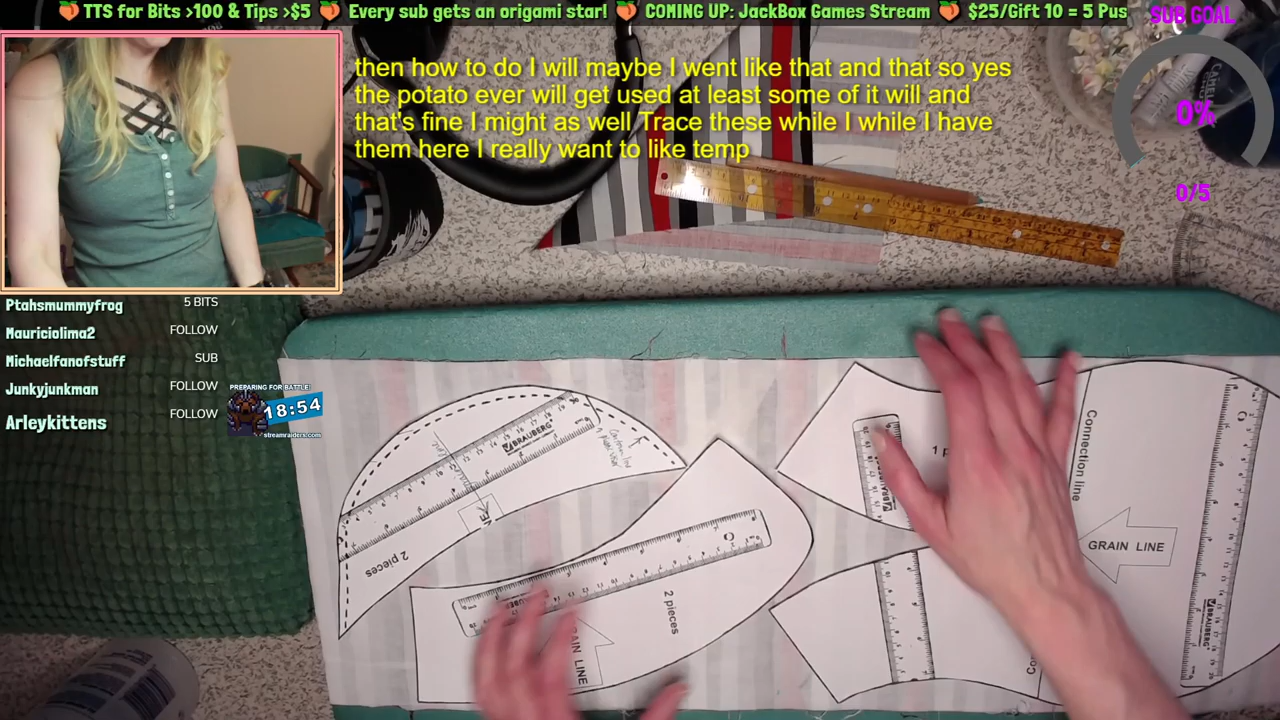 🍑 TTS for Bits >100 & Tips >$5 🍑 Every sub gets an origami star! 🍑 COMING UP: JackBox Games Stream 🍑 $25/Gift 10 = 5 Pus
SUB GOAL
0%
0/5
then how to do I will maybe I went like that and that so yes
the potato ever will get used at least some of it will and
that's fine I might as well Trace these while I while I have
them here I really want to like temp
Ptahsmummyfrog 5 BITS
Mauriciolima2 FOLLOW
Michaelfanofstuff SUB
Junkyjunkman FOLLOW
Arleykittens FOLLOW
PREPARING FOR BATTLE!
18:54
streamraiders.com
BRAUBERG
2 pieces
BRAUBERG
2 pieces
GRAIN LINE
1 p
BRAUBERG
Connection line
GRAIN LINE
BRAUBERG
Co